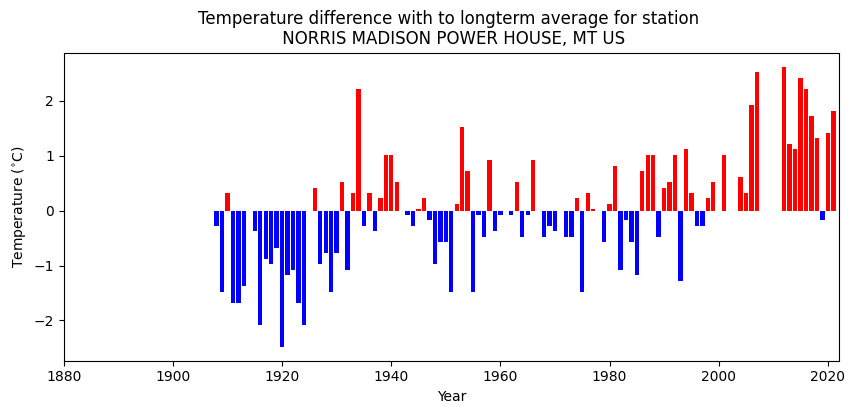 Temperature difference with to longterm average for station
NORRIS MADISON POWER HOUSE, MT US
Temperature (°C)
2
1
0
−1
−2
1880 1900 1920 1940 1960 1980 2000 2020
Year